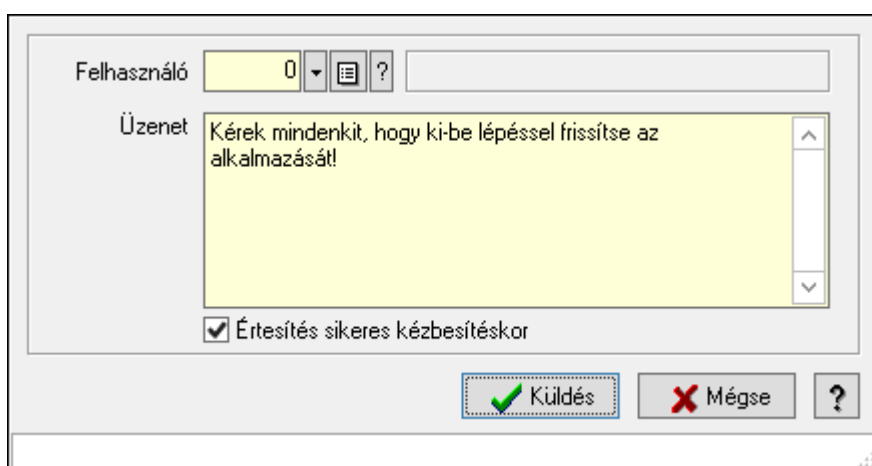 Felhasználó 0 ?
Üzenet Kérek mindenkit, hogy ki-be lépéssel frissítse az
alkalmazását!
Értesítés sikeres kézbesítéskor
Küldés Mégse ?